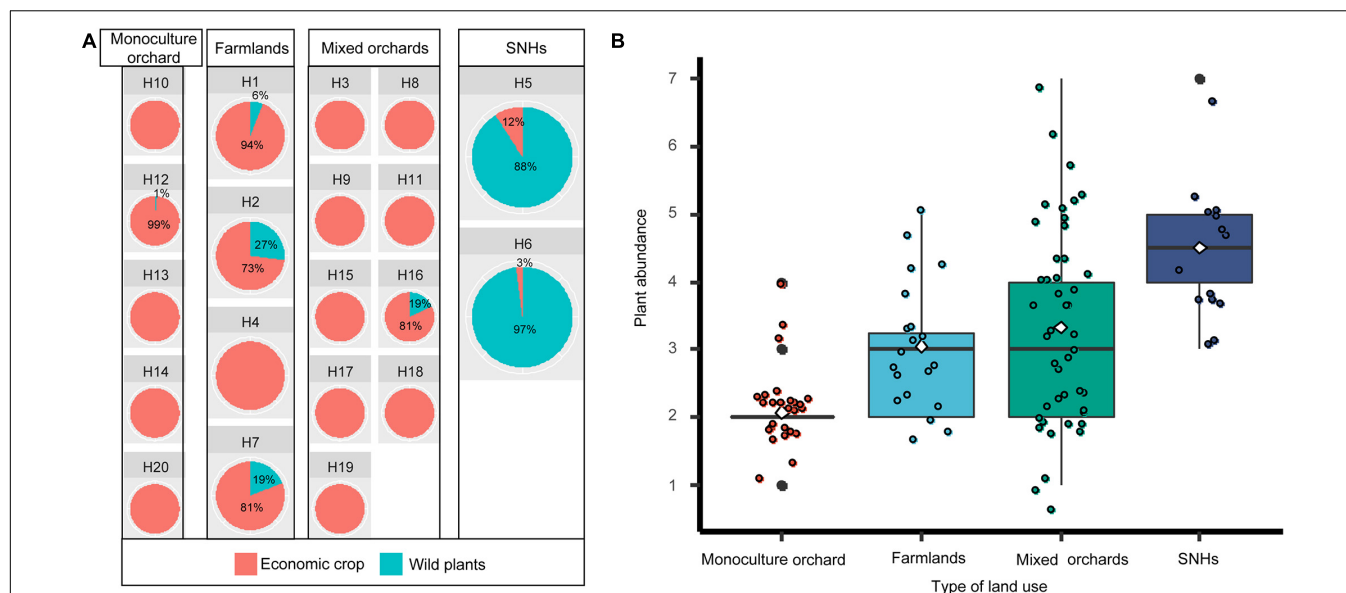 A
Monoculture orchard
Farmlands
Mixed orchards
SNHs
H10
H12
1%
99%
H13
H14
H20
H1
6%
94%
H2
27%
73%
H4
H7
19%
81%
H3
H8
H9
H11
H15
H16
19%
81%
H17
H18
H19
H5
12%
88%
H6
3%
97%
Economic crop
Wild plants
B
Plant abundance
7
6
5
4
3
2
1
Monoculture orchard
Farmlands
Mixed orchards
SNHs
Type of land use